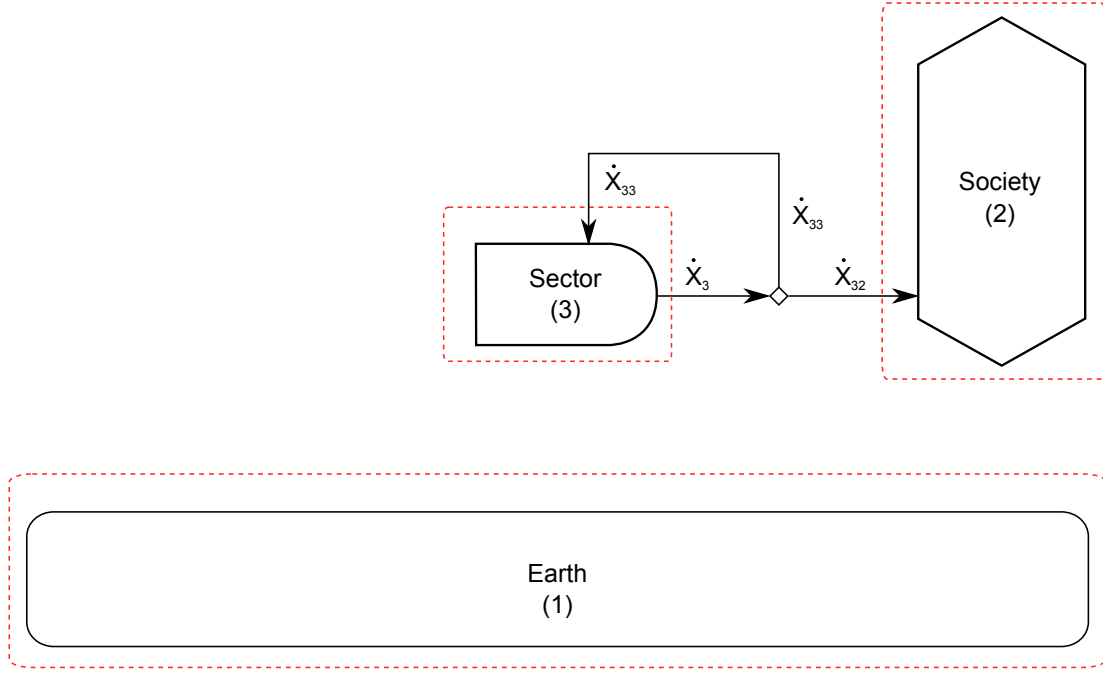 Ẋ₃₃
Society
(2)
Ẋ₃₃
Sector
(3)
Ẋ₃
Ẋ₃₂
Earth
(1)